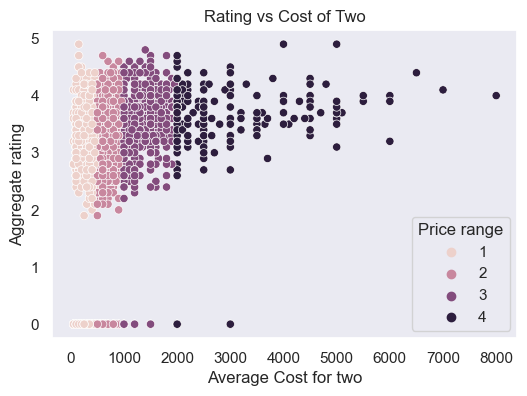 Rating vs Cost of Two
5
4
3
2
1
0
Aggregate rating
Price range
1
2
3
4
0 1000 2000 3000 4000 5000 6000 7000 8000
Average Cost for two